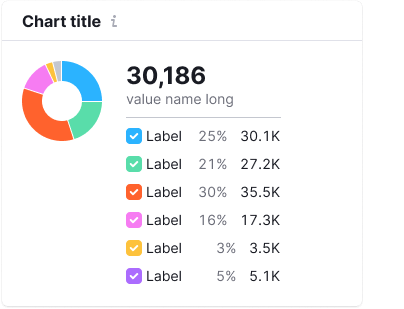 Chart title
30,186
value name long
Label 25% 30.1K
Label 21% 27.2K
Label 30% 35.5K
Label 16% 17.3K
Label 3% 3.5K
Label 5% 5.1K